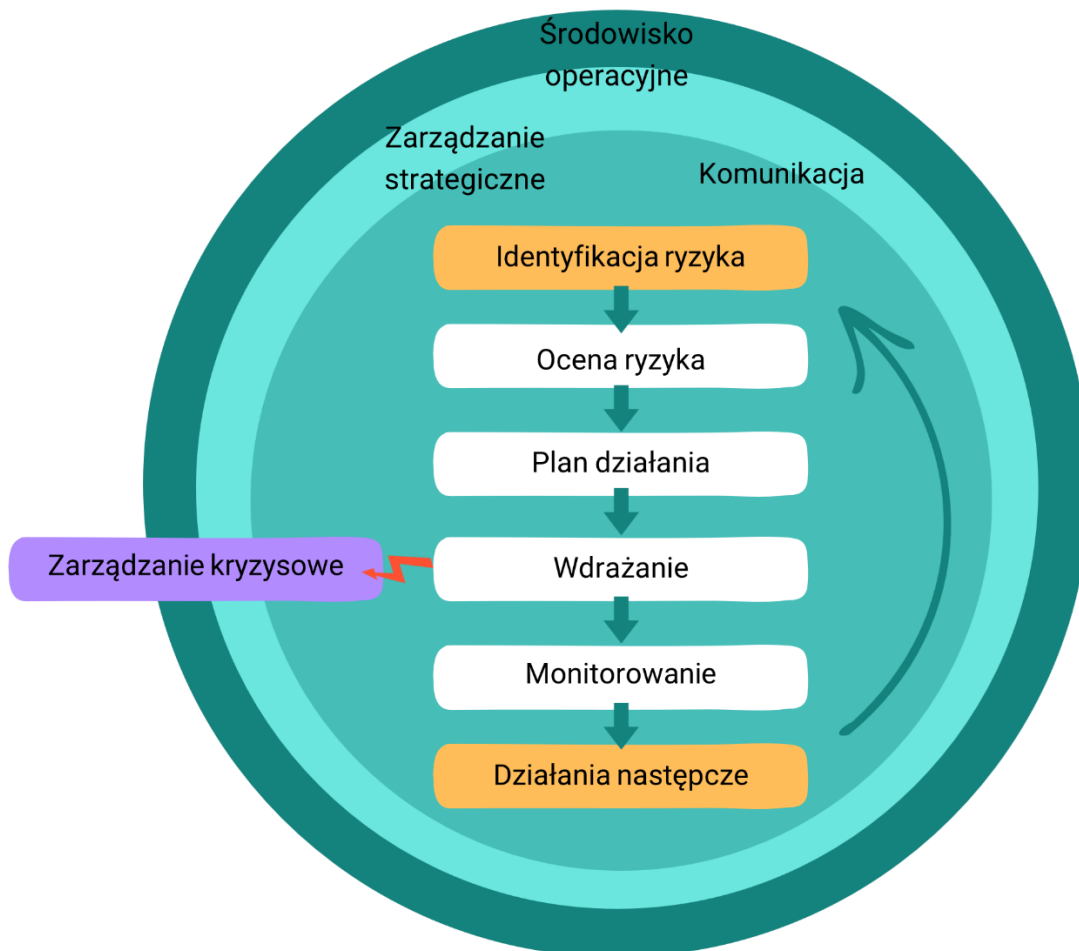 Środowisko
operacyjne
Zarządzanie
strategiczne
Komunikacja
Identyfikacja ryzyka
Ocena ryzyka
Plan działania
Zarządzanie kryzysowe
Wdrażanie
Monitorowanie
Działania następcze